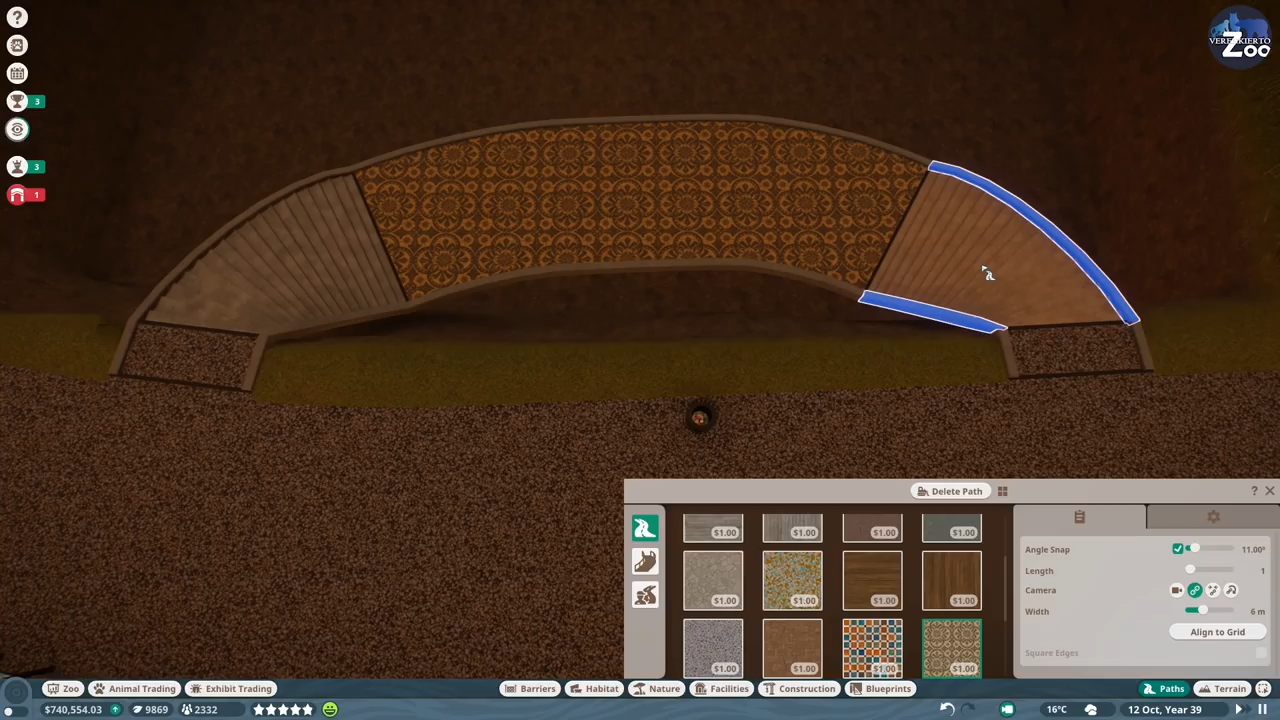 ?
3
3
1
ZOO
Delete Path
?
$1.00
$1.00
$1.00
$1.00
Angle Snap
11.00°
$1.00
$1.00
$1.00
$1.00
Length
1
Camera
Width
6 m
Align to Grid
$1.00
$1.00
$1.00
$1.00
Square Edges
Zoo
Animal Trading
Exhibit Trading
Barriers
Habitat
Nature
Facilities
Construction
Blueprints
Paths
Terrain
$740,554.03
9869
2332
16°C
12 Oct, Year 39